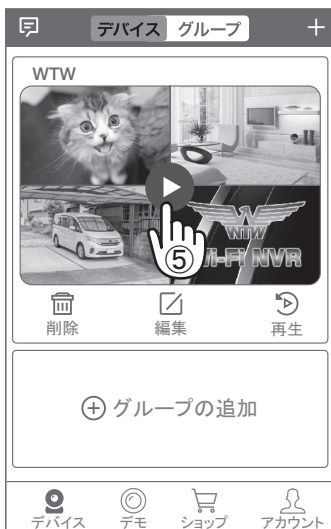 デバイス グループ
WTW
WTW
Wi-Fi NVR
⑤
削除 編集 再生
グループの追加
デバイス デモ ショップ アカウント